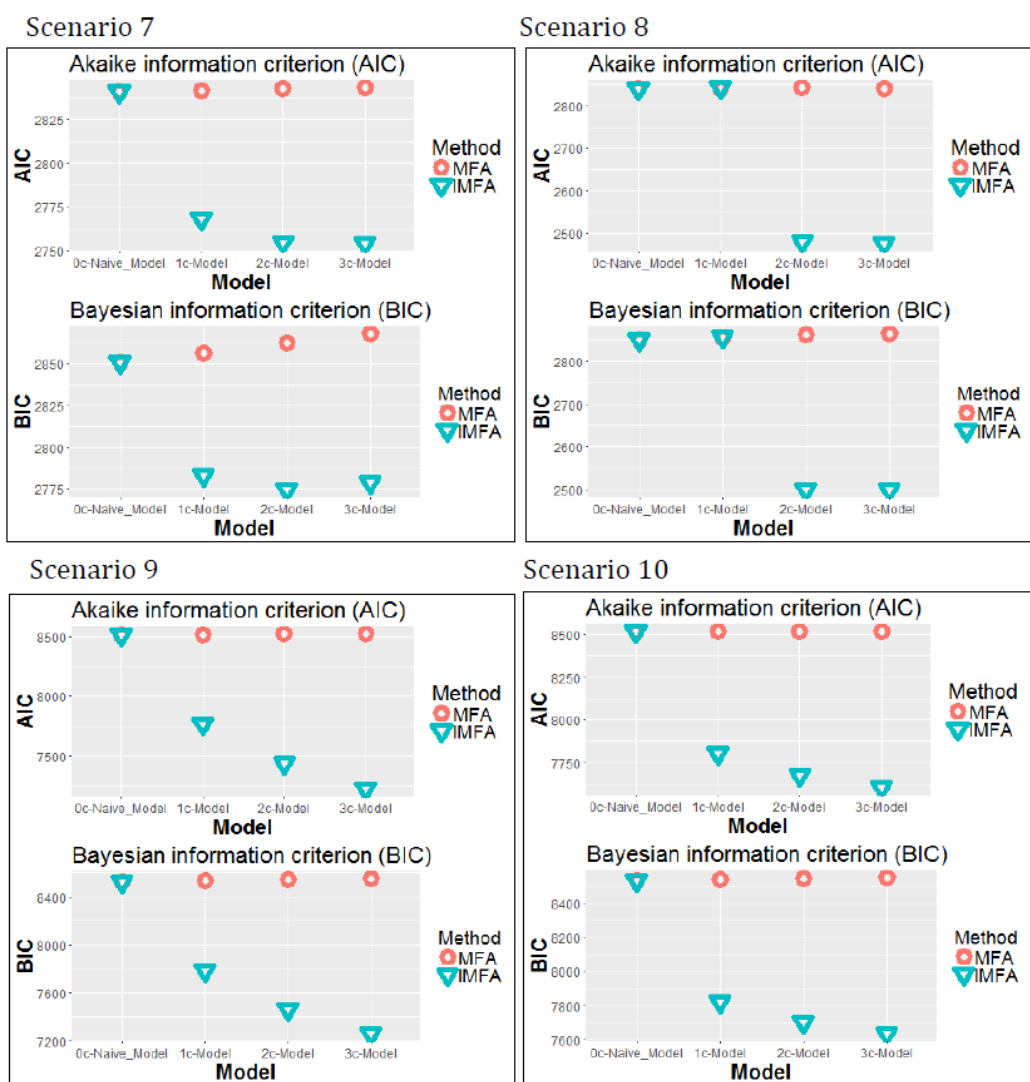 Scenario 7
Akaike information criterion (AIC)
2825
2800
2775
2750
AIC
0c-Naive_Model 1c-Model 2c-Model 3c-Model
Model
Method
MFA
IMFA
Bayesian information criterion (BIC)
2850
2825
2800
2775
BIC
0c-Naive_Model 1c-Model 2c-Model 3c-Model
Model
Method
MFA
IMFA
Scenario 8
Akaike information criterion (AIC)
2800
2700
2600
2500
AIC
0c-Naive_Model 1c-Model 2c-Model 3c-Model
Model
Method
MFA
IMFA
Bayesian information criterion (BIC)
2800
2700
2600
2500
BIC
0c-Naive_Model 1c-Model 2c-Model 3c-Model
Model
Method
MFA
IMFA
Scenario 9
Akaike information criterion (AIC)
8500
8000
7500
AIC
0c-Naive_Model 1c-Model 2c-Model 3c-Model
Model
Method
MFA
IMFA
Bayesian information criterion (BIC)
8400
8000
7600
7200
BIC
0c-Naive_Model 1c-Model 2c-Model 3c-Model
Model
Method
MFA
IMFA
Scenario 10
Akaike information criterion (AIC)
8500
8250
8000
7750
AIC
0c-Naive_Model 1c-Model 2c-Model 3c-Model
Model
Method
MFA
IMFA
Bayesian information criterion (BIC)
8400
8200
8000
7800
7600
BIC
0c-Naive_Model 1c-Model 2c-Model 3c-Model
Model
Method
MFA
IMFA